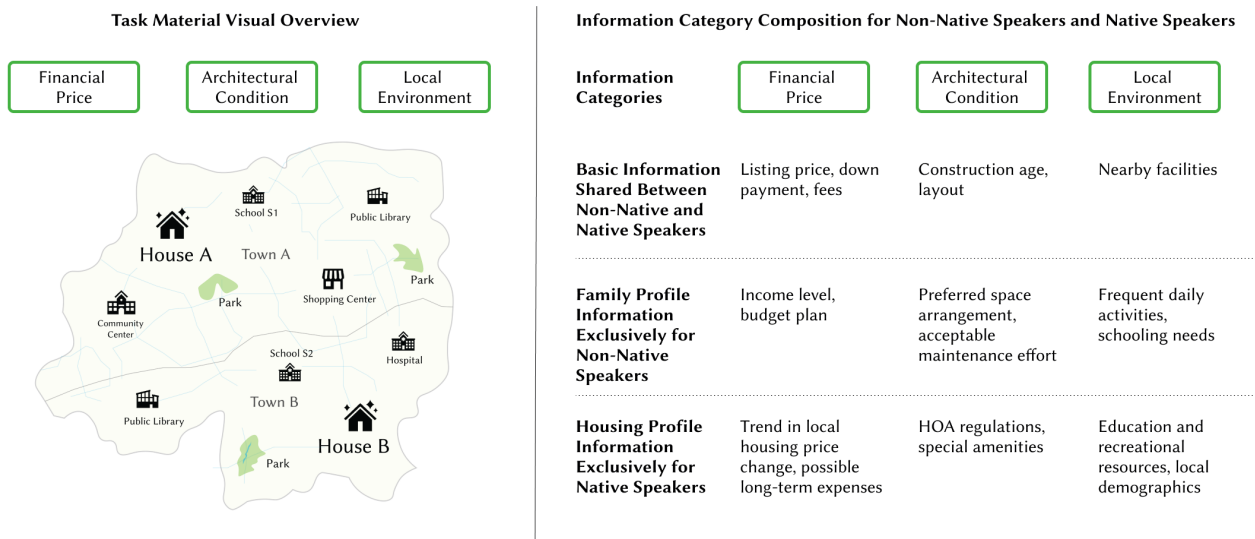 Task Material Visual Overview
Financial
Price
Architectural
Condition
Local
Environment
School S1
Public Library
House A
Town A
Park
Park
Shopping Center
Community
Center
School S2
Hospital
Town B
Public Library
House B
Park
Information Category Composition for Non-Native Speakers and Native Speakers
Information
Categories
Financial
Price
Architectural
Condition
Local
Environment
Basic Information
Shared Between
Non-Native and
Native Speakers
Listing price, down
payment, fees
Construction age,
layout
Nearby facilities
Family Profile
Information
Exclusively for
Non-Native
Speakers
Income level,
budget plan
Preferred space
arrangement,
acceptable
maintenance effort
Frequent daily
activities,
schooling needs
Housing Profile
Information
Exclusively for
Native Speakers
Trend in local
housing price
change, possible
long-term expenses
HOA regulations,
special amenities
Education and
recreational
resources, local
demographics